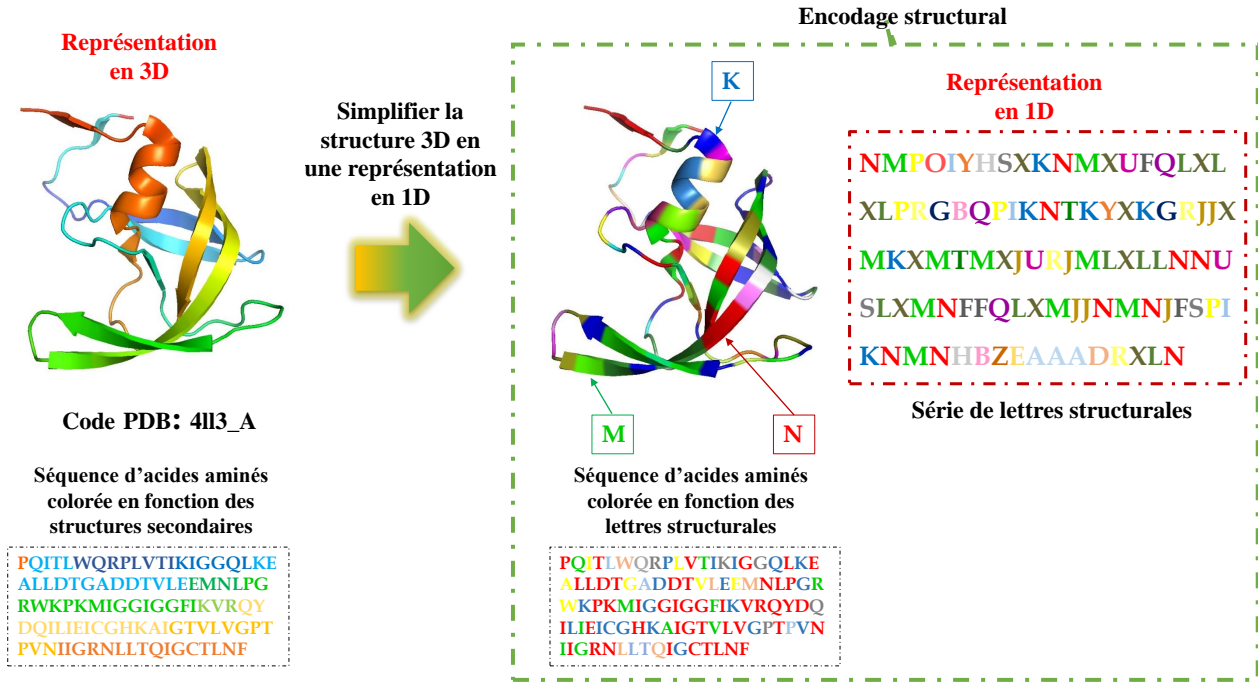 Encodage structural
Représentation
en 3D
Simplifier la
structure 3D en
une représentation
en 1D
K
Représentation
en 1D
NMPOIYHSXKNMXUFQLXL
XLPRGBQPIKNTKYXKGRJJX
MKXMTMXJURJMLXLLNNU
SLXMNFFQLXMJJNMNJFSPI
KNMNHBZEAAADRXLN
Série de lettres structurales
M
N
Code PDB: 4ll3_A
Séquence d'acides aminés
colorée en fonction des
structures secondaires
PQITLWQRPLVTIKIGGQLKE
ALLDTGADDTVLEEMNLPG
RWKPKMIGGIGGFIKVRQY
DQILIEICGHKAIGTVLVGPT
PVNIIGRNLLTQIGCTLNF
Séquence d'acides aminés
colorée en fonction des
lettres structurales
PQITLWQRPLVTIKIGGQLKE
ALLDTGADDTVLEEMNLPGR
WKPKMIGGIGGFIKVRQYDQ
ILIEICGHKAIGTVLVGPTPVN
IIGRNLLTQIGCTLNF